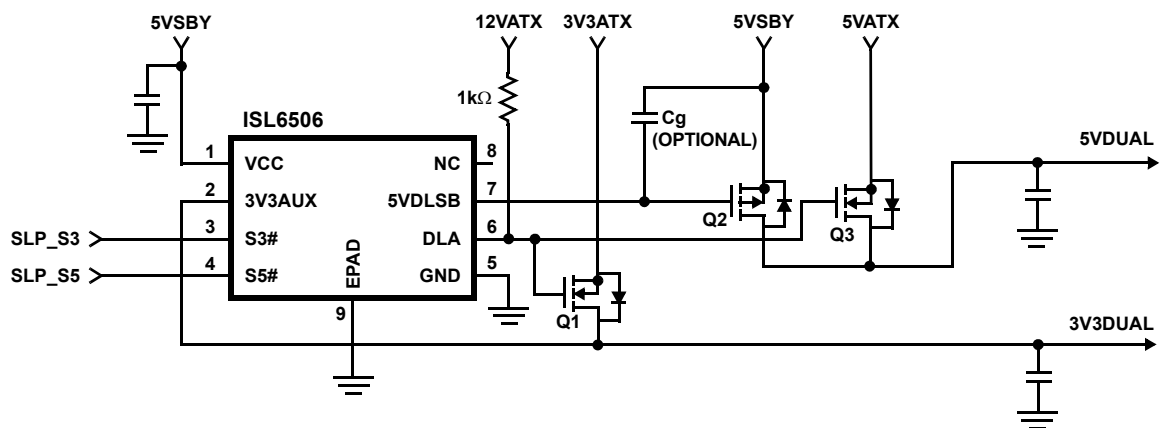 5VSBY
12VATX
3V3ATX
5VSBY
5VATX
1kΩ
ISL6506
Cg
(OPTIONAL)
5VDUAL
1
VCC
NC
8
2
3V3AUX
5VDLSB
7
Q2
Q3
SLP_S3
3
S3#
DLA
6
SLP_S5
4
S5#
EPAD
GND
5
9
Q1
3V3DUAL